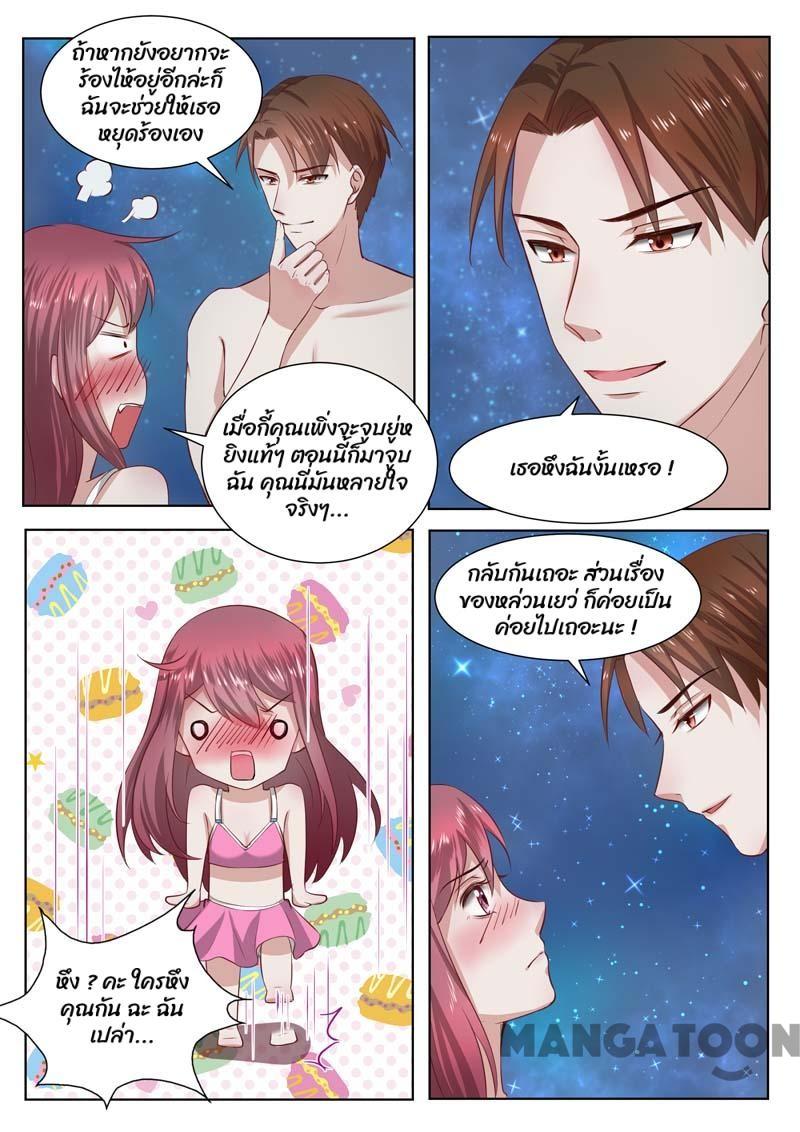 ถ้าหากยังอยากจะ
ร้องไห้อยู่อีกล่ะก็
ฉันจะช่วยให้เธอ
หยุดร้องเอง
เมื่อกี้คุณเพิ่งจะจูบยู่ห
ยิงแท้ๆ ตอนนี้ก็มาจูบ
ฉัน คุณนี่มันหลายใจ
จริงๆ...
เธอหึงฉันงั้นเหรอ !
หึง ? คะ ใครหึง
คุณกัน ฉะ ฉัน
เปล่า...
กลับกันเถอะ ส่วนเรื่อง
ของหล่วนเยว่ ก็ค่อยเป็น
ค่อยไปเถอะนะ !
MANGATOON